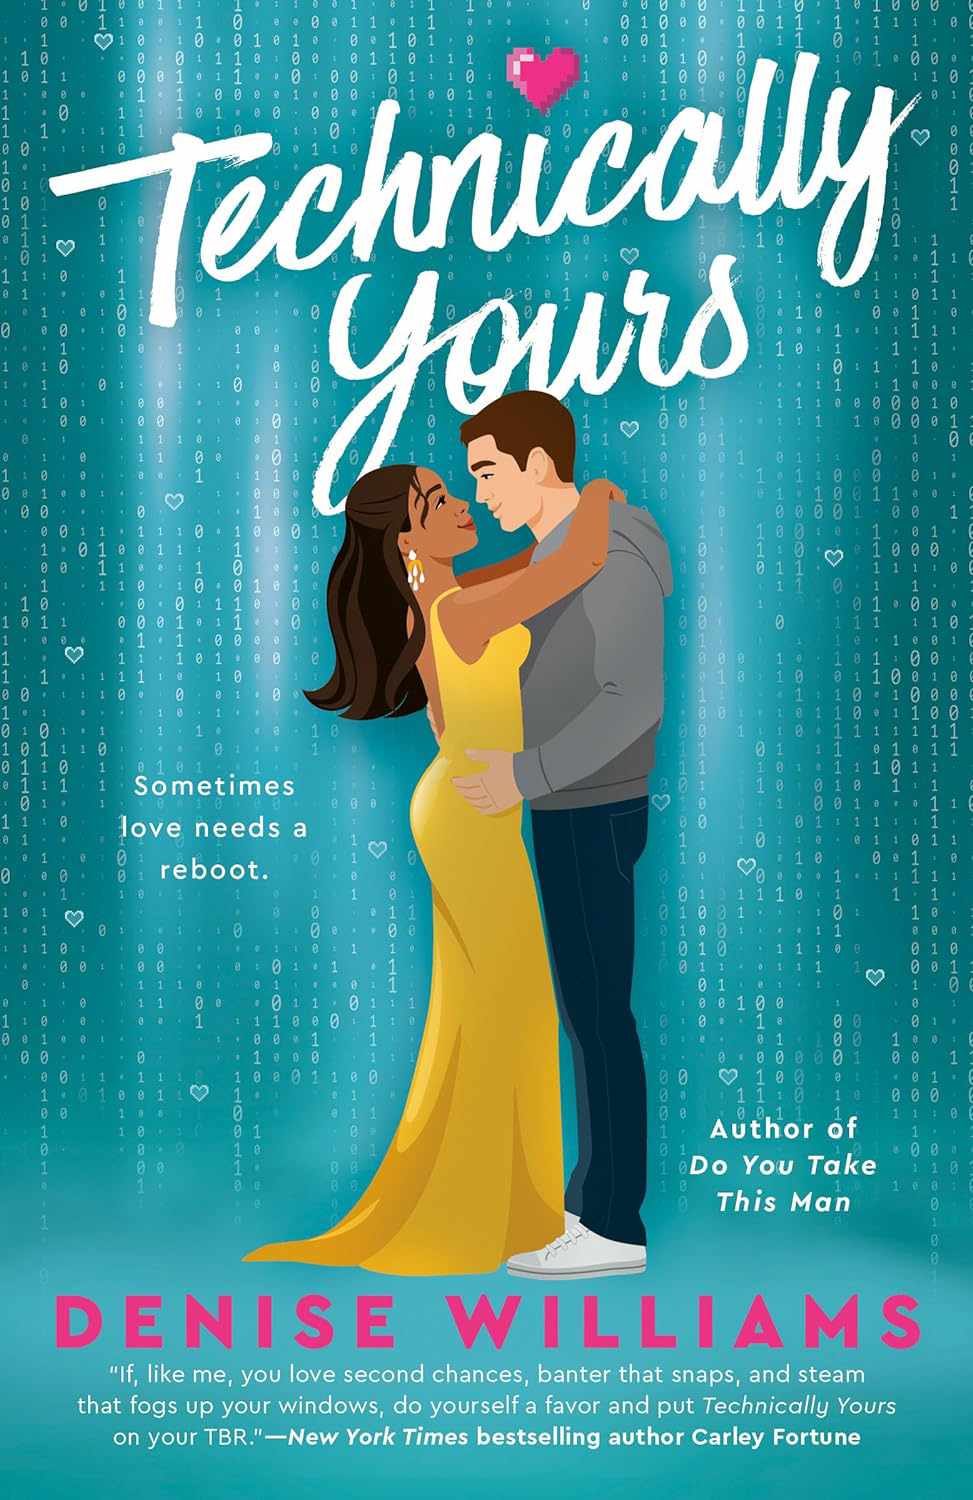 Technically
Yours
Sometimes
love needs a
reboot.
Author of
Do You Take
This Man
DENISE WILLIAMS
“If, like me, you love second chances, banter that snaps, and steam
that fogs up your windows, do yourself a favor and put Technically Yours
on your TBR.”—New York Times bestselling author Carley Fortune